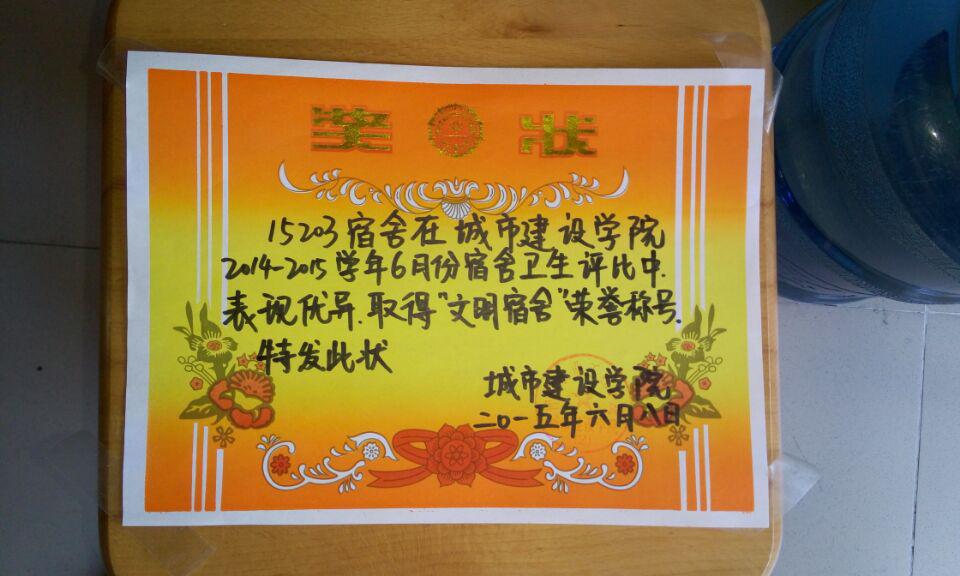 奖状
15203宿舍在城市建设学院
2014-2015学年6月份宿舍卫生评比中.
表现优异.取得"文明宿舍"荣誉称号.
特发此状
城市建设学院
二〇一五年六月八日